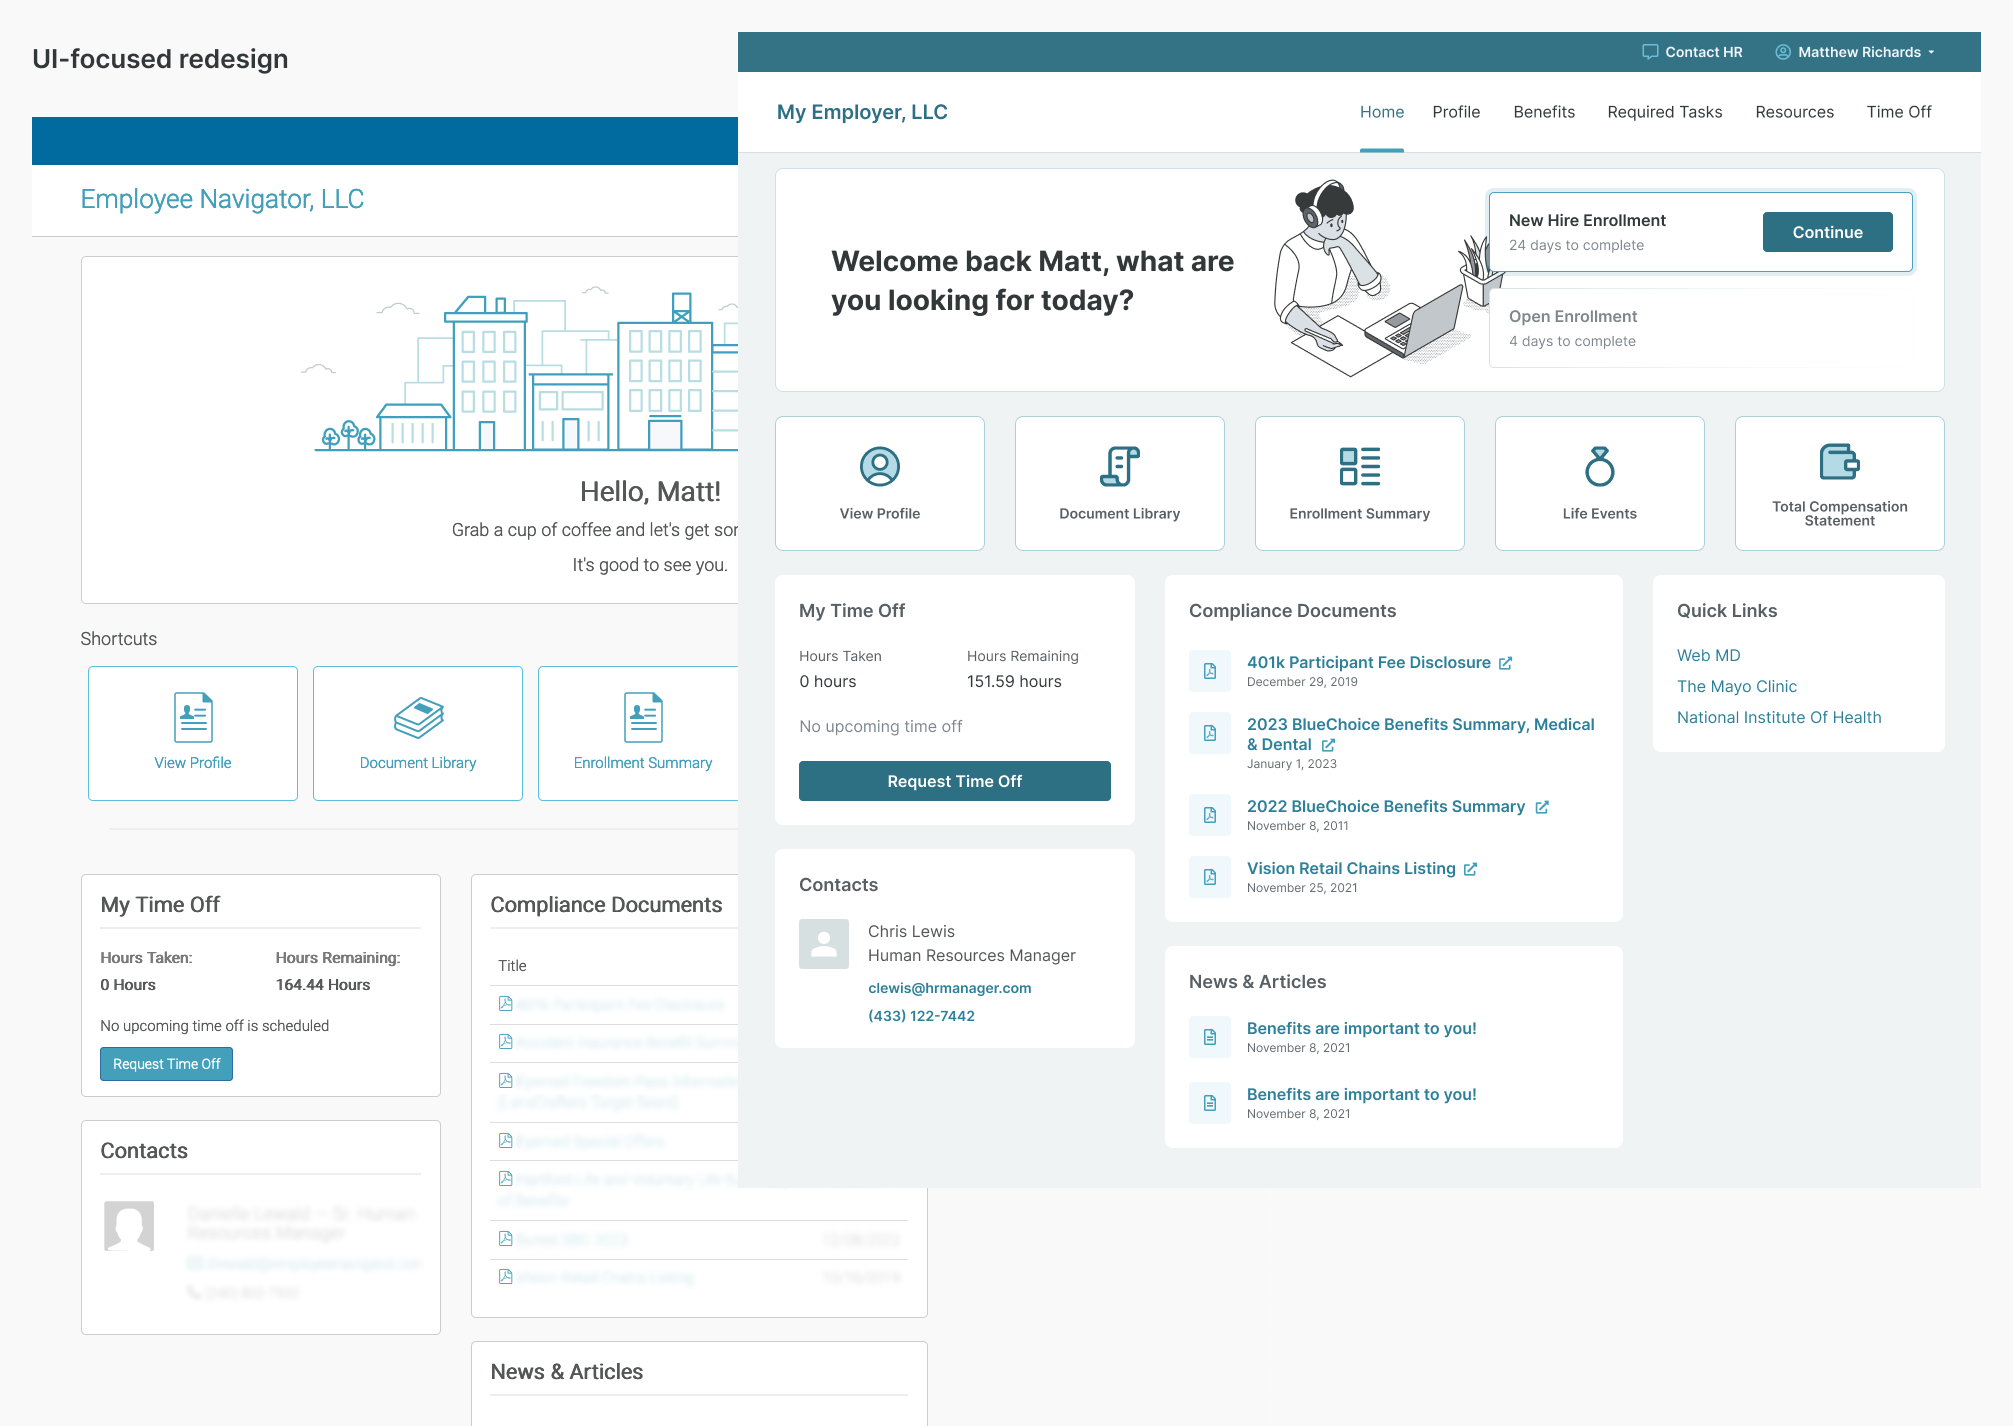 UI-focused redesign
Employee Navigator, LLC
Hello, Matt!
Grab a cup of coffee and let's get
It's good to see you.
Shortcuts
View Profile
Document Library
Enrollment Summary
My Time Off
Hours Taken:
Hours Remaining:
0 Hours
164.44 Hours
No upcoming time off is scheduled
Request Time Off
Contacts
Compliance Documents
Title
News & Articles
Contact HR
Matthew Richards
My Employer, LLC
Home
Profile
Benefits
Required Tasks
Resources
Time Off
Welcome back Matt, what are
you looking for today?
New Hire Enrollment
24 days to complete
Continue
Open Enrollment
4 days to complete
View Profile
Document Library
Enrollment Summary
Life Events
Total Compensation
Statement
My Time Off
Hours Taken
Hours Remaining
0 hours
151.59 hours
No upcoming time off
Request Time Off
Contacts
Chris Lewis
Human Resources Manager
clewis@hrmanager.com
(433) 122-7442
Compliance Documents
401k Participant Fee Disclosure
December 29, 2019
2023 BlueChoice Benefits Summary, Medical
& Dental
January 1, 2023
2022 BlueChoice Benefits Summary
November 8, 2011
Vision Retail Chains Listing
November 25, 2021
News & Articles
Benefits are important to you!
November 8, 2021
Benefits are important to you!
November 8, 2021
Quick Links
Web MD
The Mayo Clinic
National Institute Of Health